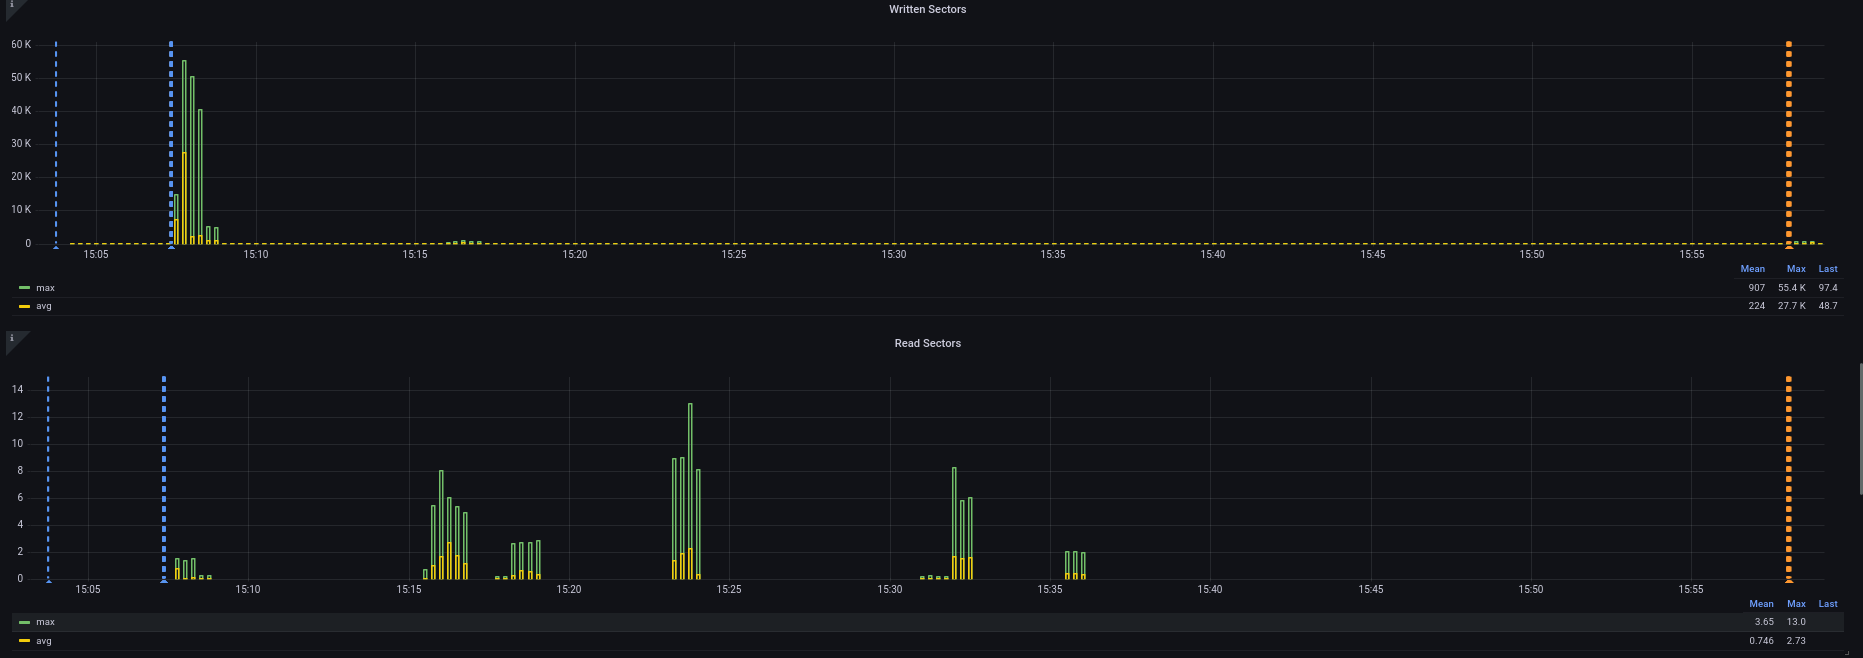 i
Written Sectors
60 K
50 K
40 K
30 K
20 K
10 K
0
15:05 15:10 15:15 15:20 15:25 15:30 15:35 15:40 15:45 15:50 15:55
Mean Max Last
max 907 55.4 K 97.4
avg 224 27.7 K 48.7
i
Read Sectors
14
12
10
8
6
4
2
0
15:05 15:10 15:15 15:20 15:25 15:30 15:35 15:40 15:45 15:50 15:55
Mean Max Last
max 3.65 13.0
avg 0.746 2.73